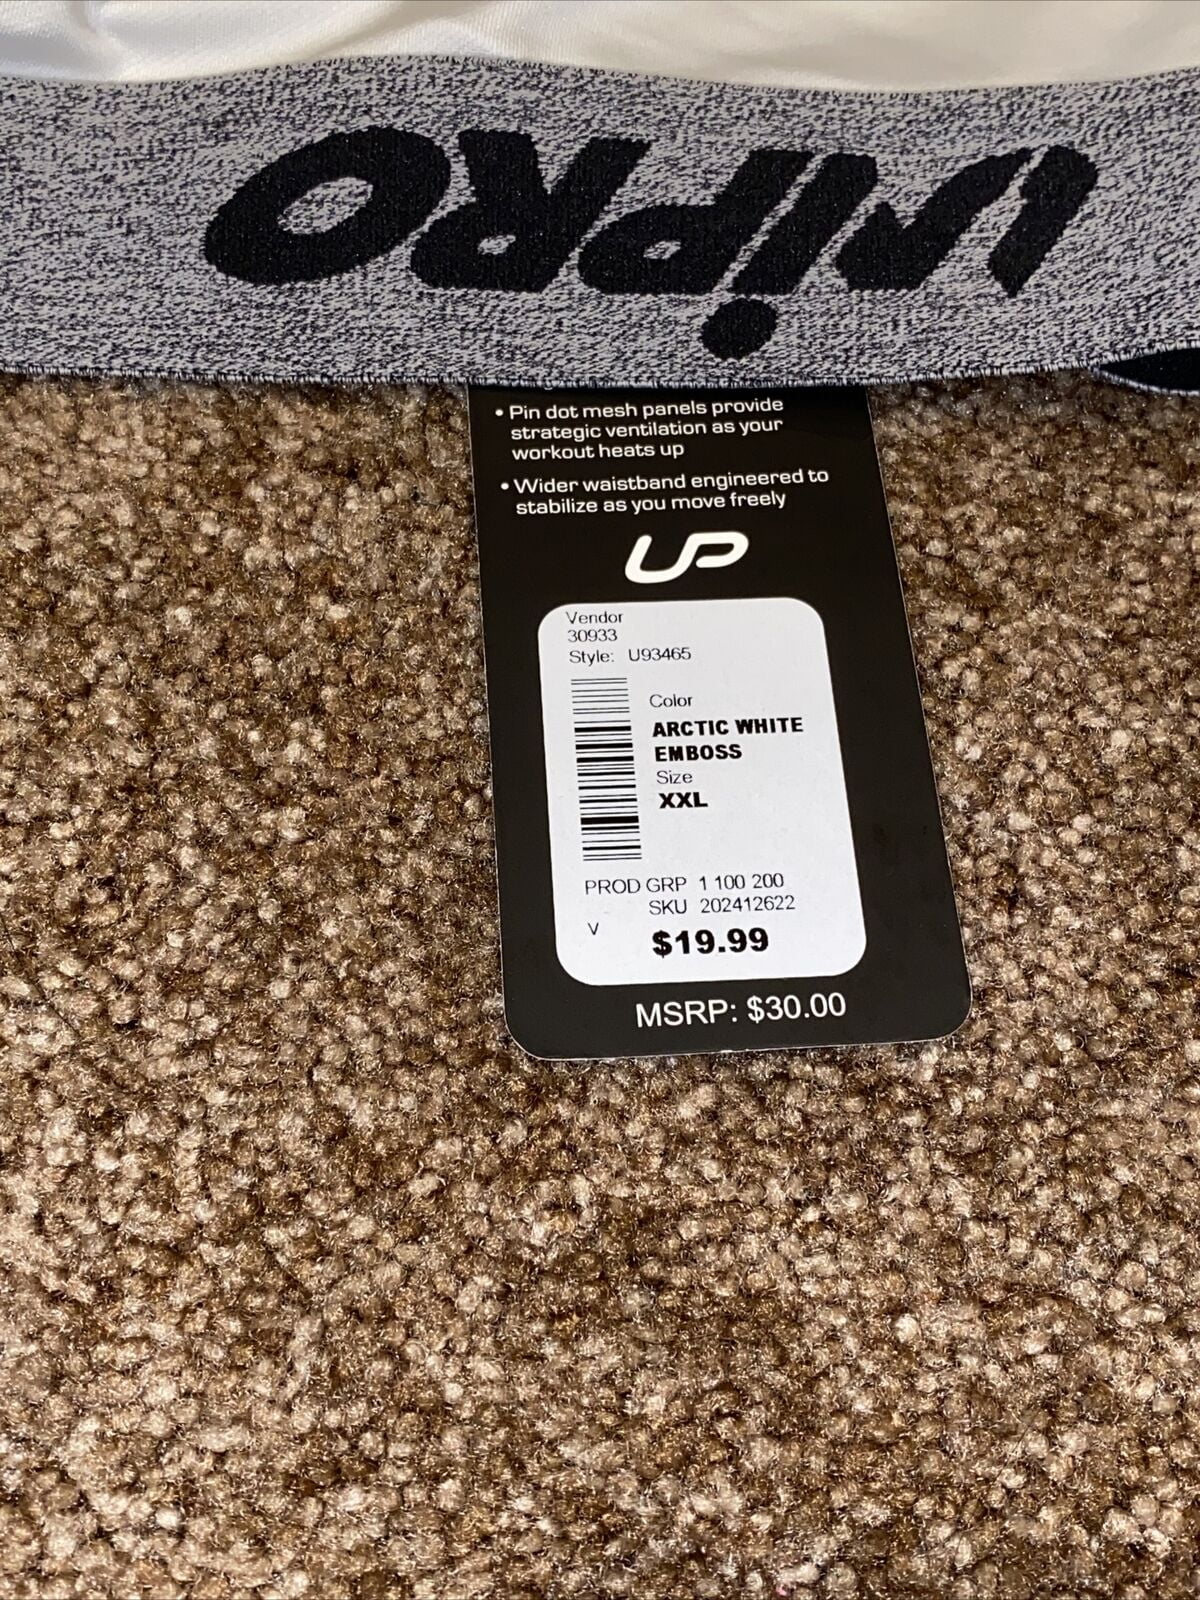 UNiPRO
• Pin dot mesh panels provide
strategic ventilation as your
workout heats up
• Wider waistband engineered to
stabilize as you move freely
UP
Vendor
30933
Style: U93465
Color
ARCTIC WHITE
EMBOSS
Size
XXL
PROD GRP 1 100 200
SKU 202412622
V
$19.99
MSRP: $30.00